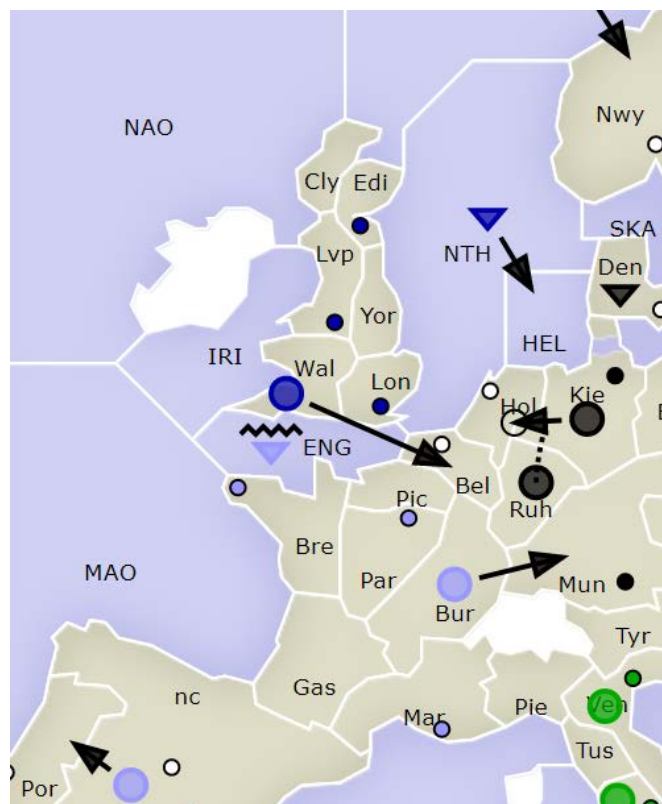 Nwy
NAO
Cly
Edi
SKA
Lvp
NTH
Den
Yor
HEL
IRI
Wal
Lon
Hol
Kie
ENG
Bel
Pic
Ruh
Bre
MAO
Par
Mun
Bur
Tyr
Gas
nc
Ven
Pie
Mar
Tus
Por